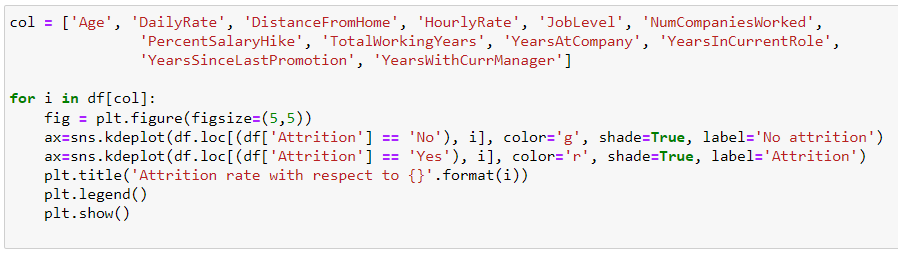 col = ['Age', 'DailyRate', 'DistanceFromHome', 'HourlyRate', 'JobLevel', 'NumCompaniesWorked',
'PercentSalaryHike', 'TotalWorkingYears', 'YearsAtCompany', 'YearsInCurrentRole',
'YearsSinceLastPromotion', 'YearsWithCurrManager']
for i in df[col]:
fig = plt.figure(figsize=(5,5))
ax=sns.kdeplot(df.loc[(df['Attrition'] == 'No'), i], color='g', shade=True, label='No attrition')
ax=sns.kdeplot(df.loc[(df['Attrition'] == 'Yes'), i], color='r', shade=True, label='Attrition')
plt.title('Attrition rate with respect to {}'.format(i))
plt.legend()
plt.show()